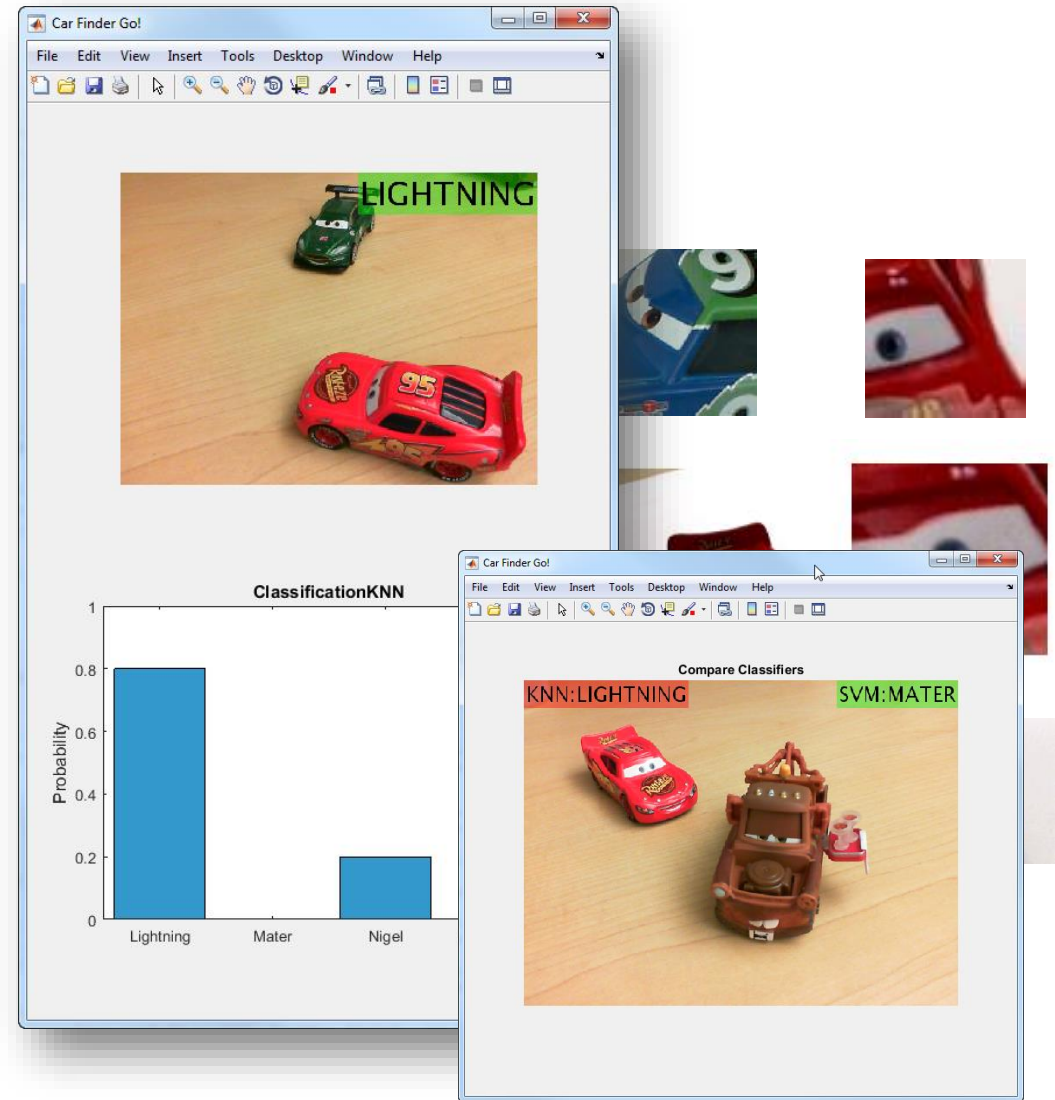 Car Finder Go!
File Edit View Insert Tools Desktop Window Help
LIGHTNING
95
95
9
ClassificationKNN
Probability
1
0.8
0.6
0.4
0.2
0
Lightning Mater Nigel
Car Finder Go!
File Edit View Insert Tools Desktop Window Help
Compare Classifiers
KNN:LIGHTNING SVM:MATER